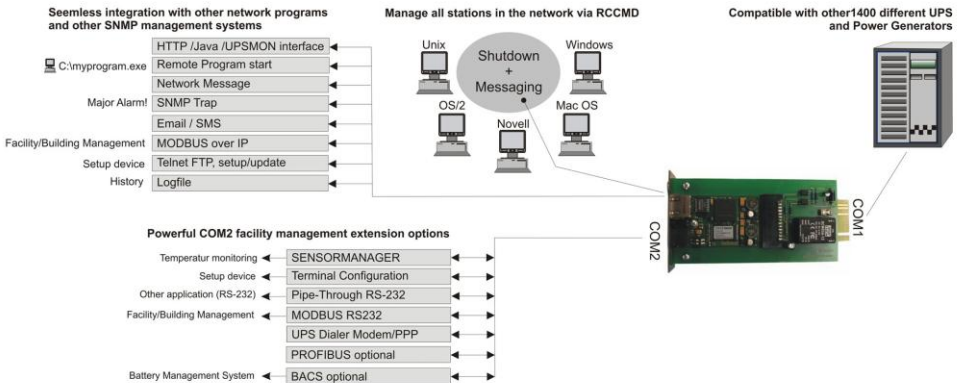 Seemless integration with other network programs
and other SNMP management systems
HTTP /Java /UPSMON interface
C:\myprogram.exe
Remote Program start
Network Message
Major Alarm!
SNMP Trap
Email / SMS
Facility/Building Management
MODBUS over IP
Setup device
Telnet FTP, setup/update
History
Logfile
Manage all stations in the network via RCCMD
Unix
Windows
Shutdown
+
Messaging
OS/2
Mac OS
Novell
Compatible with other1400 different UPS
and Power Generators
COM2
COM1
Powerful COM2 facility management extension options
Temperatur monitoring
SENSORMANAGER
Setup device
Terminal Configuration
Other application (RS-232)
Pipe-Through RS-232
Facility/Building Management
MODBUS RS232
UPS Dialer Modem/PPP
PROFIBUS optional
Battery Management System
BACS optional